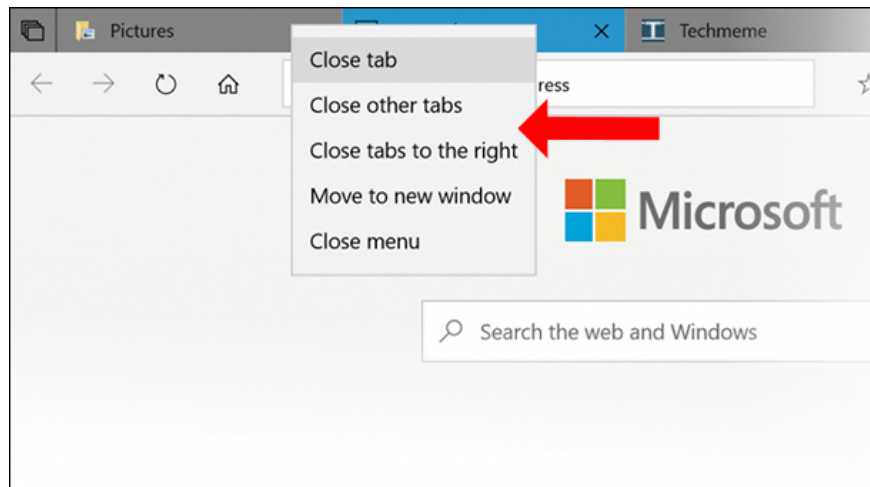 Pictures
Techmeme
Close tab
ress
Close other tabs
Close tabs to the right
Move to new window
Close menu
Microsoft
Search the web and Windows